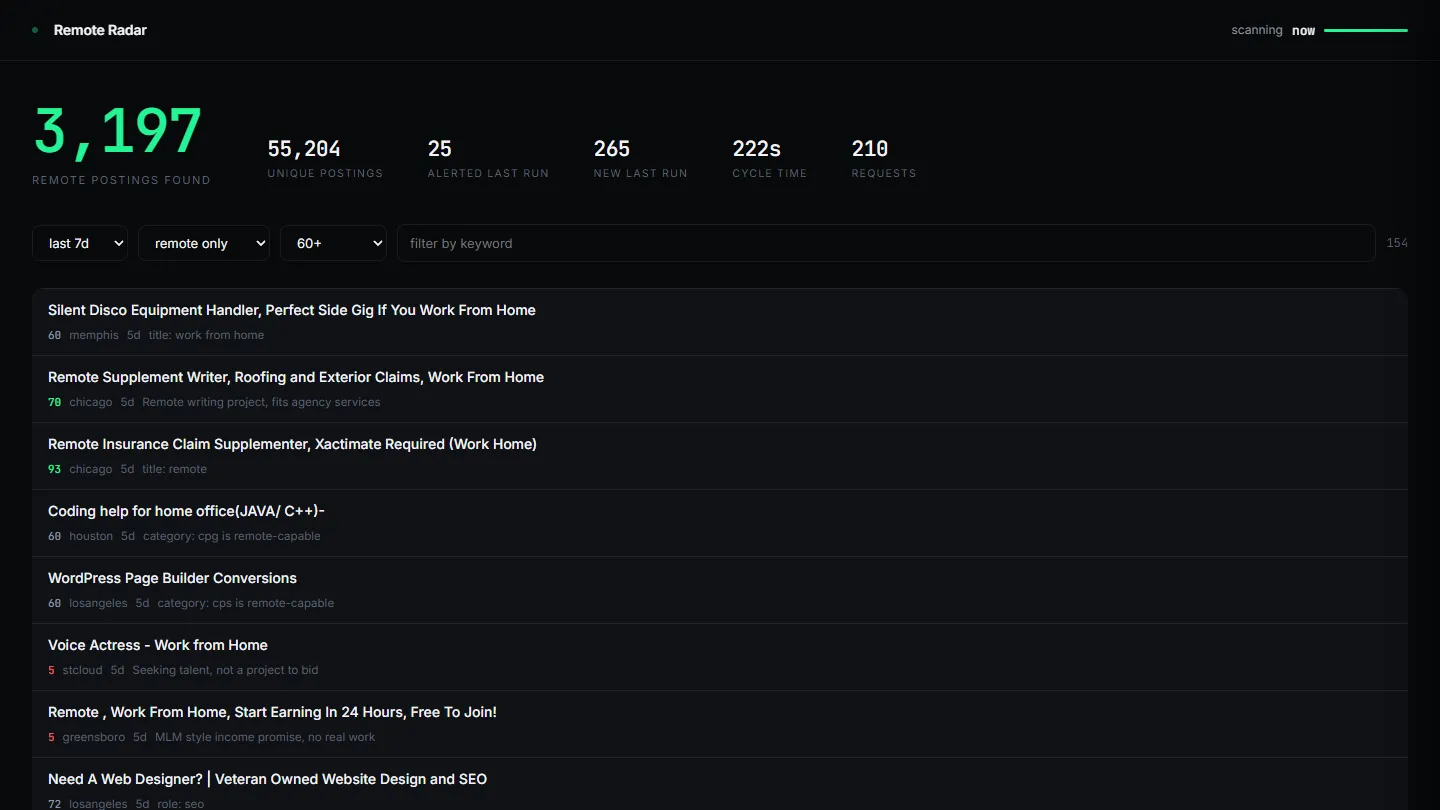 Remote Radar
scanning now
3,197
REMOTE POSTINGS FOUND
55,204
UNIQUE POSTINGS
25
ALERTED LAST RUN
265
NEW LAST RUN
222s
CYCLE TIME
210
REQUESTS
last 7d
remote only
60+
filter by keyword
154
Silent Disco Equipment Handler, Perfect Side Gig If You Work From Home
60 memphis 5d title: work from home
Remote Supplement Writer, Roofing and Exterior Claims, Work From Home
70 chicago 5d Remote writing project, fits agency services
Remote Insurance Claim Supplementer, Xactimate Required (Work Home)
93 chicago 5d title: remote
Coding help for home office(JAVA/ C++)-
60 houston 5d category: cpg is remote-capable
WordPress Page Builder Conversions
60 losangeles 5d category: cps is remote-capable
Voice Actress - Work from Home
5 stcloud 5d Seeking talent, not a project to bid
Remote , Work From Home, Start Earning In 24 Hours, Free To Join!
5 greensboro 5d MLM style income promise, no real work
Need A Web Designer? | Veteran Owned Website Design and SEO
72 losangeles 5d role: seo